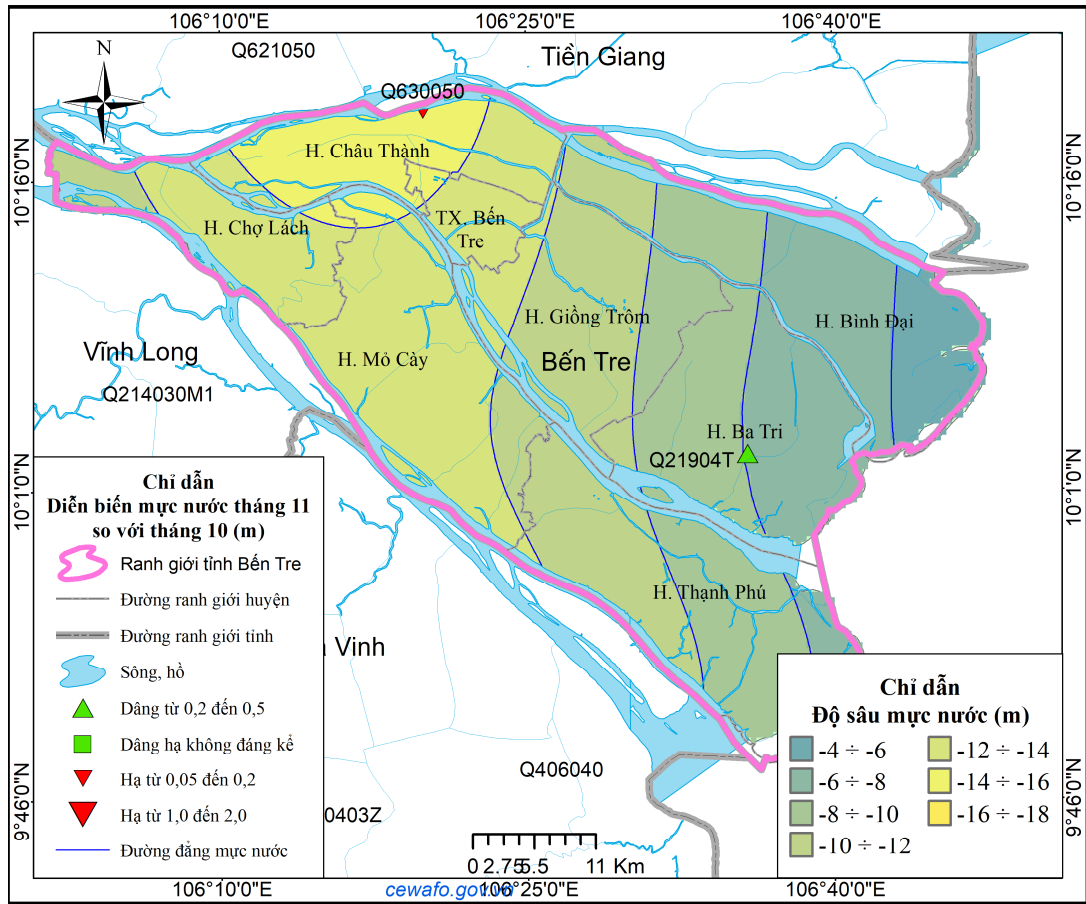 106°10'0"E
106°25'0"E
106°40'0"E
N
Q621050
Tiền Giang
Q630050
10°16'0"N
10°16'0"N
H. Châu Thành
H. Chợ Lách
TX. Bến
Tre
H. Giồng Trôm
H. Bình Đại
Vĩnh Long
H. Mỏ Cày
Bến Tre
Q214030M1
H. Ba Tri
Q21904T
10°1'0"N
10°1'0"N
Chỉ dẫn
Diễn biến mực nước tháng 11
so với tháng 10 (m)
Ranh giới tỉnh Bến Tre
Đường ranh giới huyện
Đường ranh giới tỉnh
Sông, hồ
Dâng từ 0,2 đến 0,5
Dâng hạ không đáng kể
Hạ từ 0,05 đến 0,2
Hạ từ 1,0 đến 2,0
Đường đẳng mực nước
H. Thạnh Phú
Vinh
Q406040
0403Z
Chỉ dẫn
Độ sâu mực nước (m)
-4 ÷ -6
-6 ÷ -8
-8 ÷ -10
-10 ÷ -12
-12 ÷ -14
-14 ÷ -16
-16 ÷ -18
9°46'0"N
9°46'0"N
0 2.75 5.5 11 Km
106°10'0"E
cewafo.gov.vn
106°25'0"E
106°40'0"E